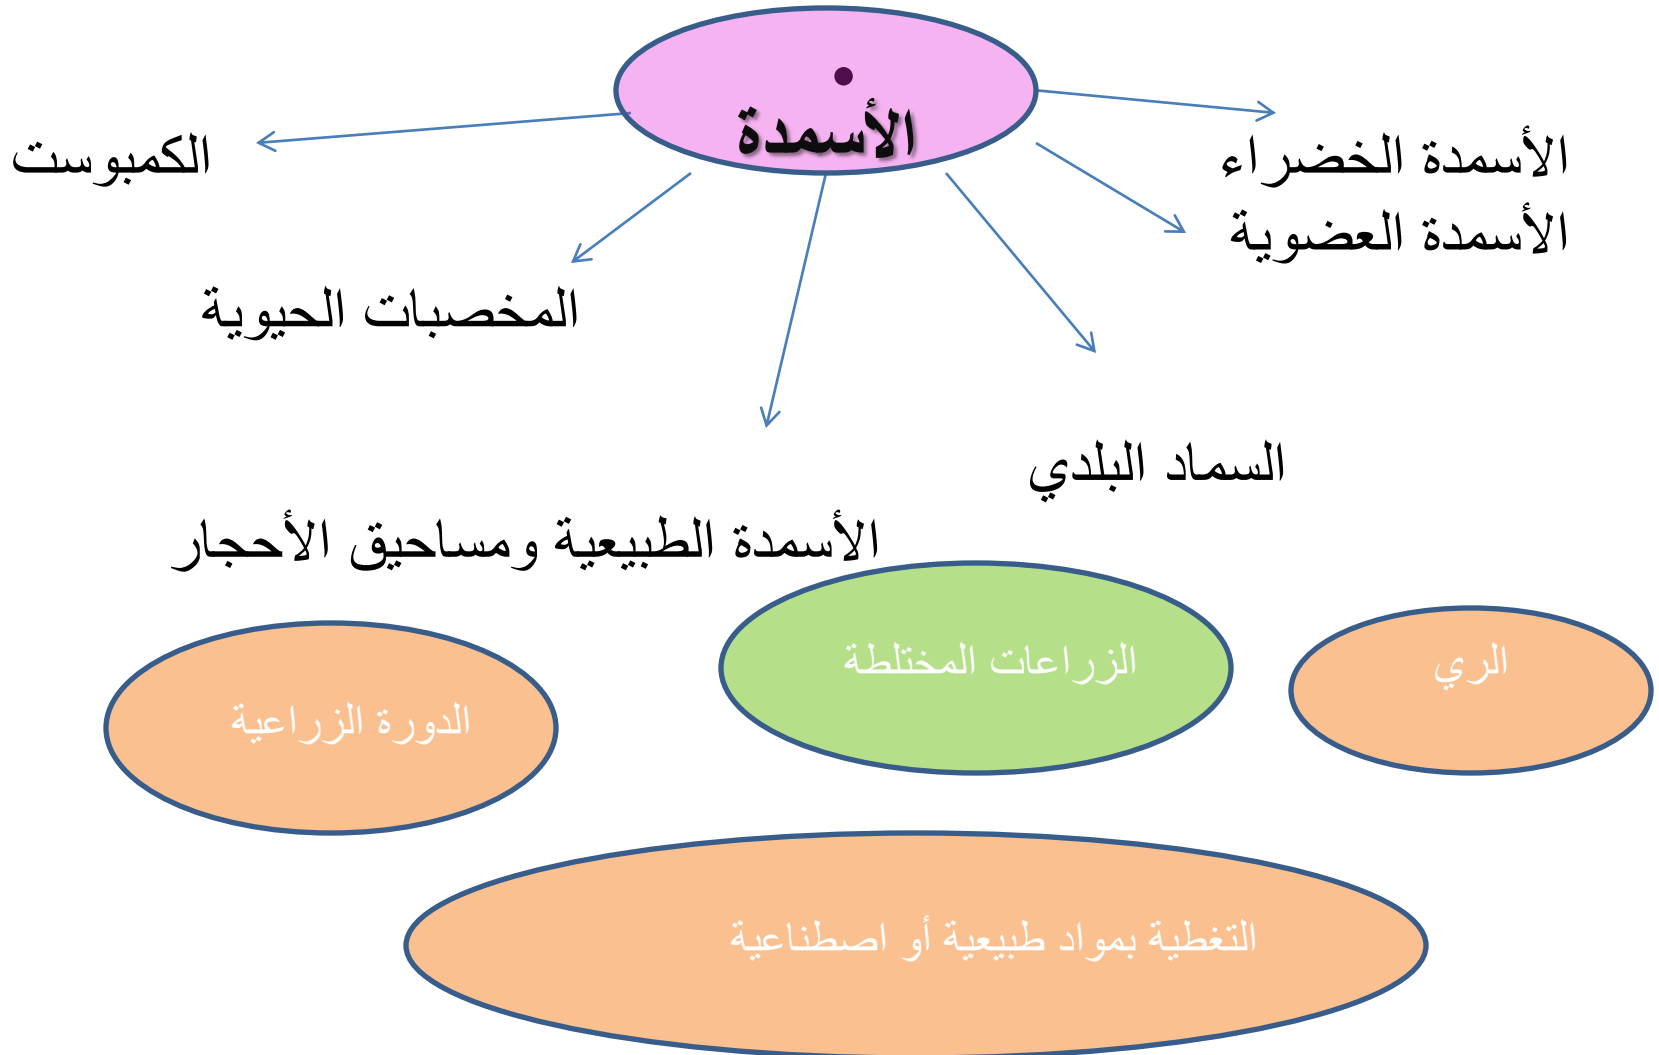 •
الأسمدة
الأسمدة الخضراء
الكمبوست
الأسمدة العضوية
المخصبات الحيوية
السماد البلدي
الأسمدة الطبيعية ومساحيق الأحجار
الري
الزراعات المختلطة
الدورة الزراعية
التغطية بمواد طبيعية أو اصطناعية